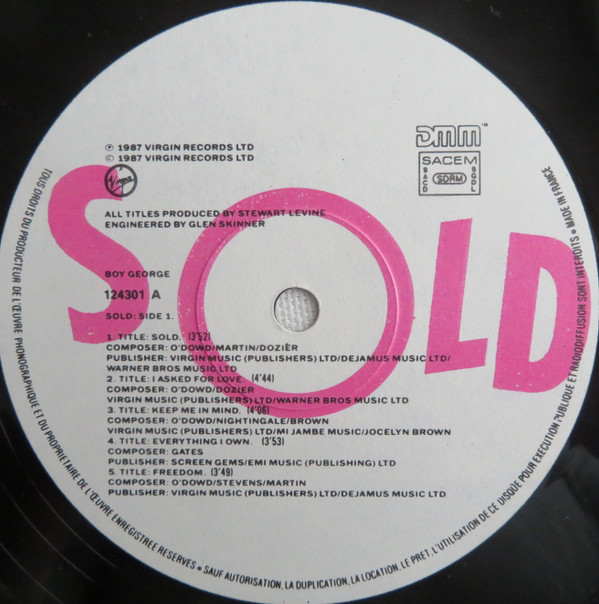 SOLD
℗ 1987 VIRGIN RECORDS LTD
© 1987 VIRGIN RECORDS LTD
Virgin
DMM™
SACEM
SACD SDRM SGDL
ALL TITLES PRODUCED BY STEWART LEVINE
ENGINEERED BY GLEN SKINNER
BOY GEORGE
124301 A
SOLD: SIDE 1.
1. TITLE: SOLD. (3'52)
COMPOSER: O'DOWD/MARTIN/DOZIËR
PUBLISHER: VIRGIN MUSIC (PUBLISHERS) LTD/DEJAMUS MUSIC LTD/
WARNER BROS MUSIC LTD
2. TITLE: I ASKED FOR LOVE. (4'44)
COMPOSER: O'DOWD/DOZIER
VIRGIN MUSIC (PUBLISHERS) LTD/WARNER BROS MUSIC LTD
3. TITLE: KEEP ME IN MIND. (4'06)
COMPOSER: O'DOWD/NIGHTINGALE/BROWN
VIRGIN MUSIC (PUBLISHERS) LTD/MI JAMBE MUSIC/JOCELYN BROWN
4. TITLE: EVERYTHING I OWN. (3'53)
COMPOSER: GATES
PUBLISHER: SCREEN GEMS/EMI MUSIC (PUBLISHING) LTD
5. TITLE: FREEDOM. (3'49)
COMPOSER: O'DOWD/STEVENS/MARTIN
PUBLISHER: VIRGIN MUSIC (PUBLISHERS) LTD/DEJAMUS MUSIC LTD
TOUS DROITS DU PRODUCTEUR DE L'ŒUVRE PHONOGRAPHIQUE ET DU PROPRIETAIRE DE L'ŒUVRE ENREGISTREE RESERVES • SAUF AUTORISATION, LA DUPLICATION, LA LOCATION, LE PRET, L'UTILISATION DE CE DISQUE POUR EXECUTION PUBLIQUE ET RADIODIFFUSION SONT INTERDITS • MADE IN FRANCE